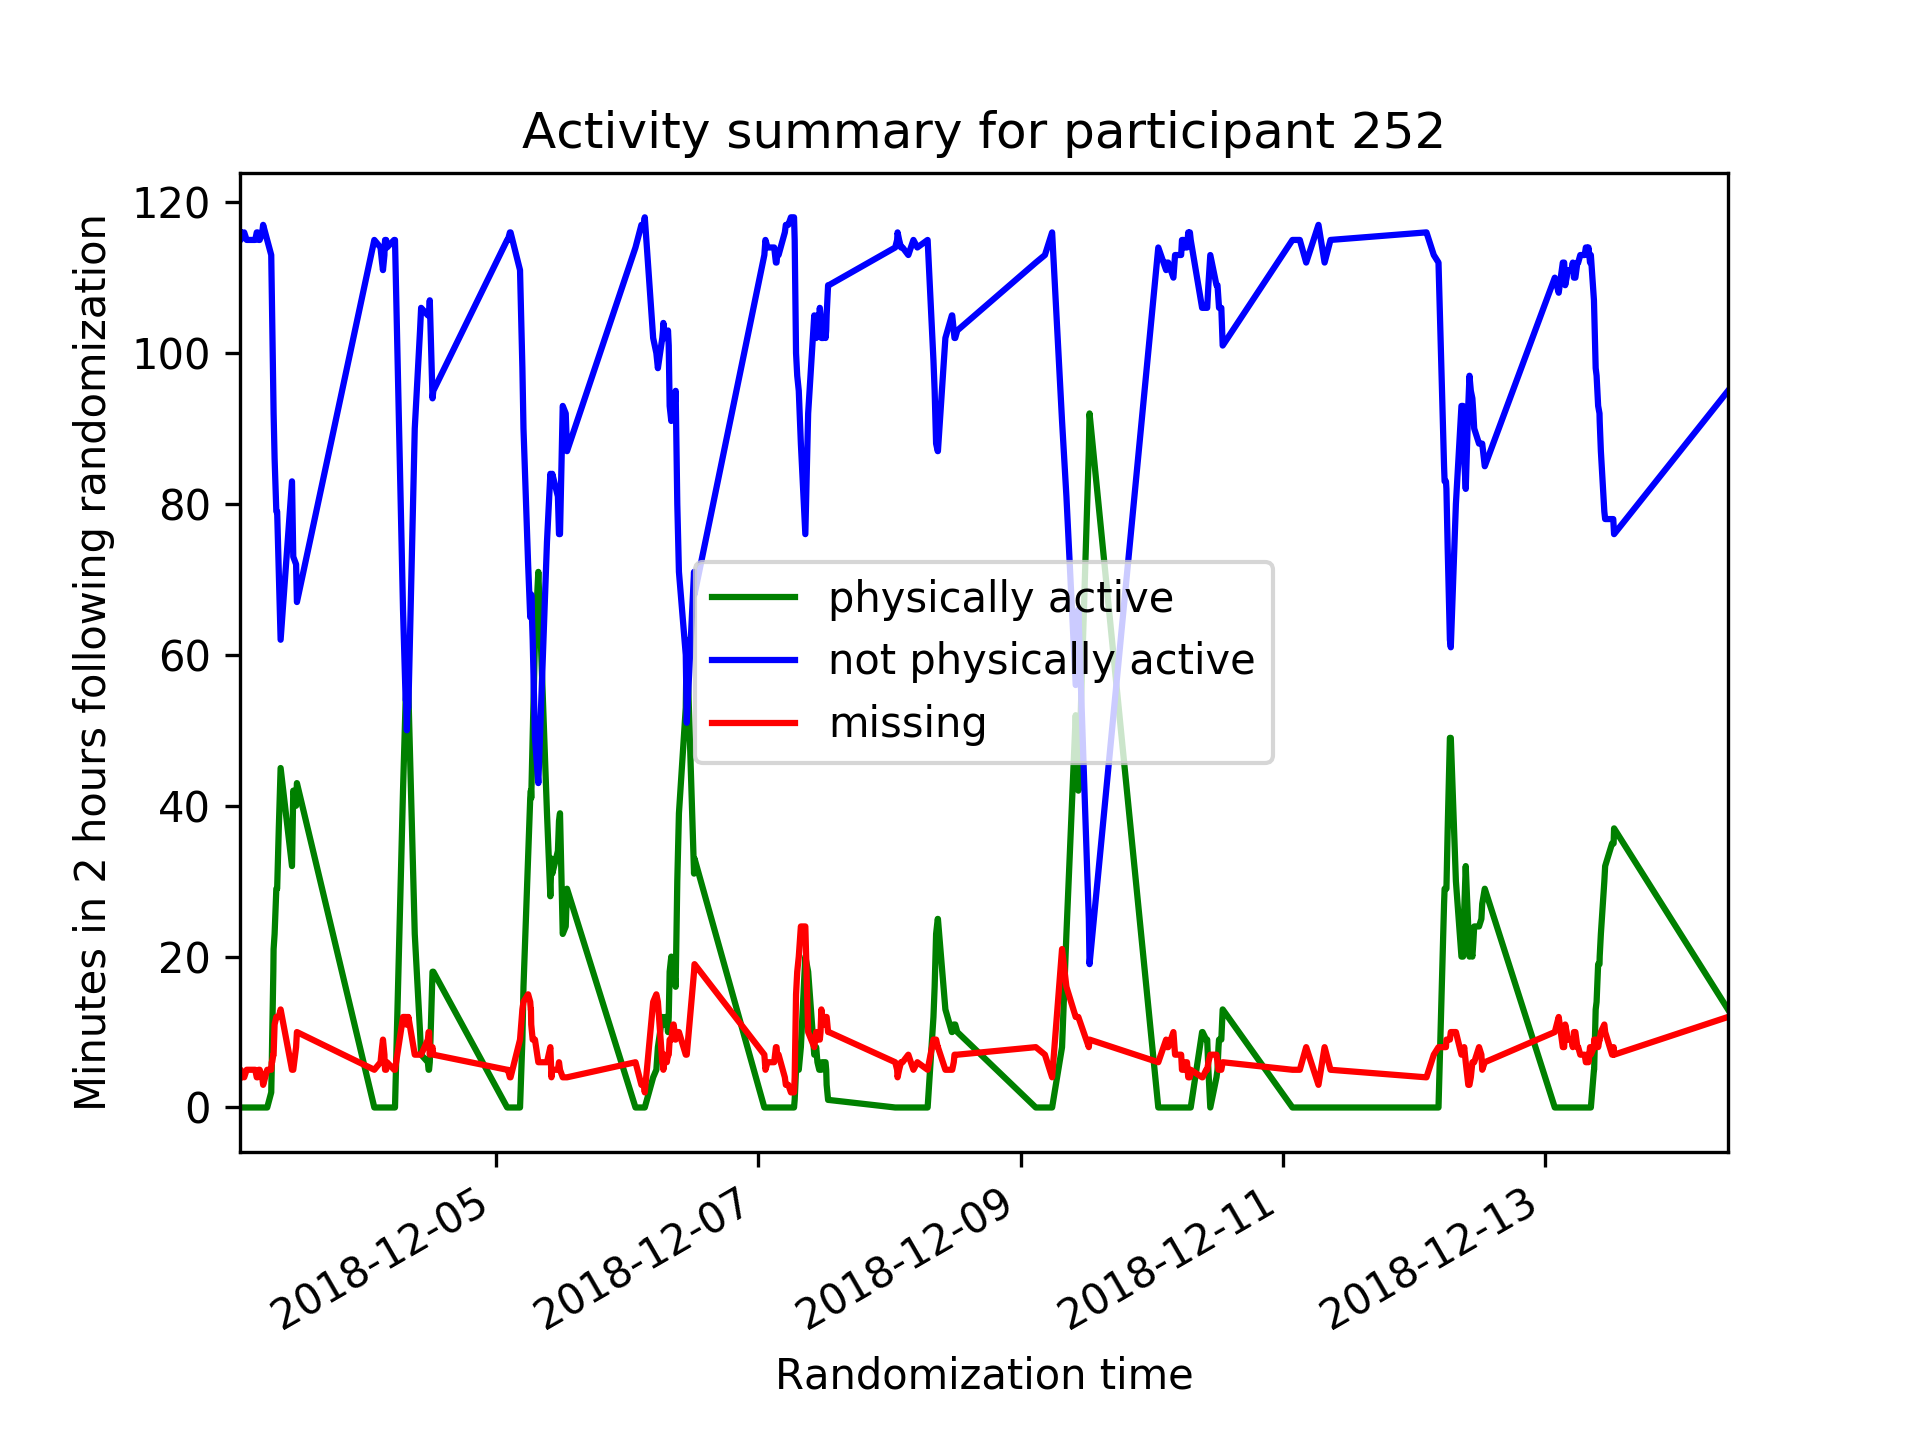 Activity summary for participant 252
Minutes in 2 hours following randomization
120
100
80
60
40
20
0
physically active
not physically active
missing
2018-12-05
2018-12-07
2018-12-09
2018-12-11
2018-12-13
Randomization time